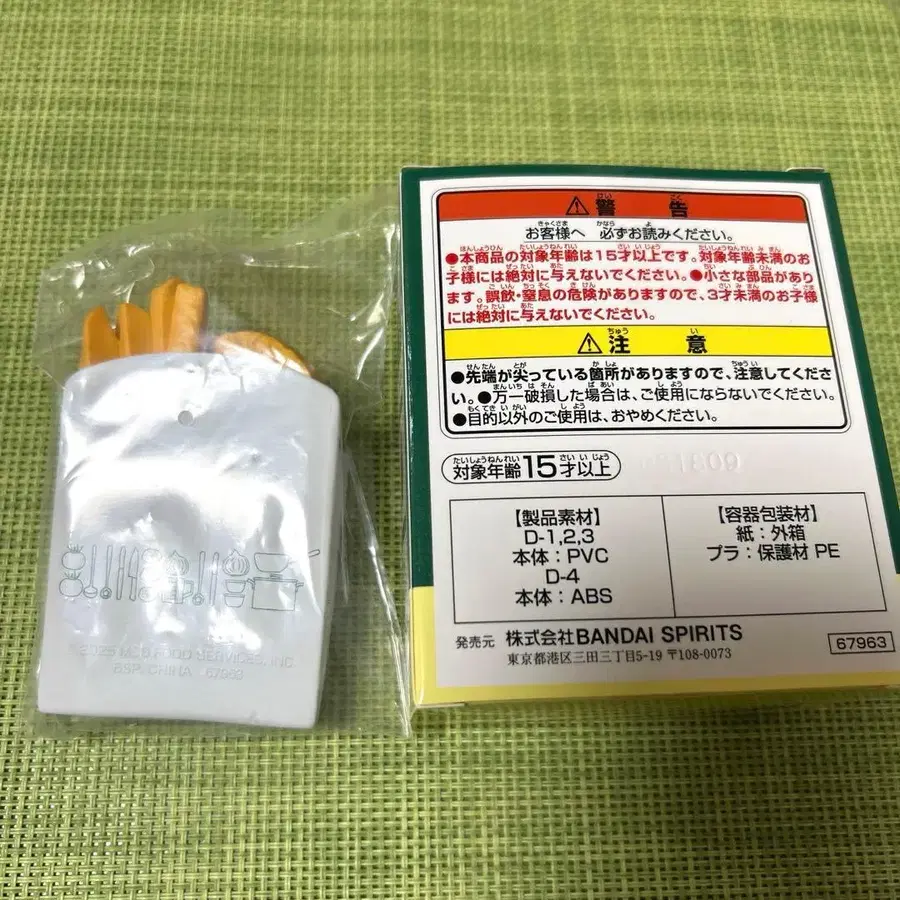 © 2025 MOS FOOD SERVICES, INC.
BSP, CHINA 67963
⚠警告
お客様へ 必ずお読みください。
●本商品の対象年齢は15才以上です。対象年齢未満のお
子様には絶対に与えないでください。●小さな部品があり
ます。誤飲・窒息の危険がありますので、3才未満のお子様
には絶対に与えないでください。
⚠注意
●先端が尖っている箇所がありますので、注意してくださ
い。●万一破損した場合は、ご使用にならないでください。
●目的以外のご使用は、おやめください。
対象年齢15才以上
【製品素材】
D-1,2,3
本体：PVC
D-4
本体：ABS
【容器包装材】
紙：外箱
プラ：保護材 PE
発売元 株式会社BANDAI SPIRITS
東京都港区三田三丁目5-19 〒108-0073
67963